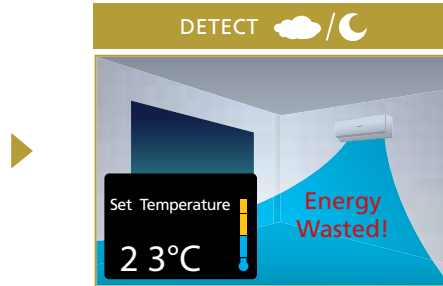 DETECT /
Set Temperature
2 3°C
Energy
Wasted!